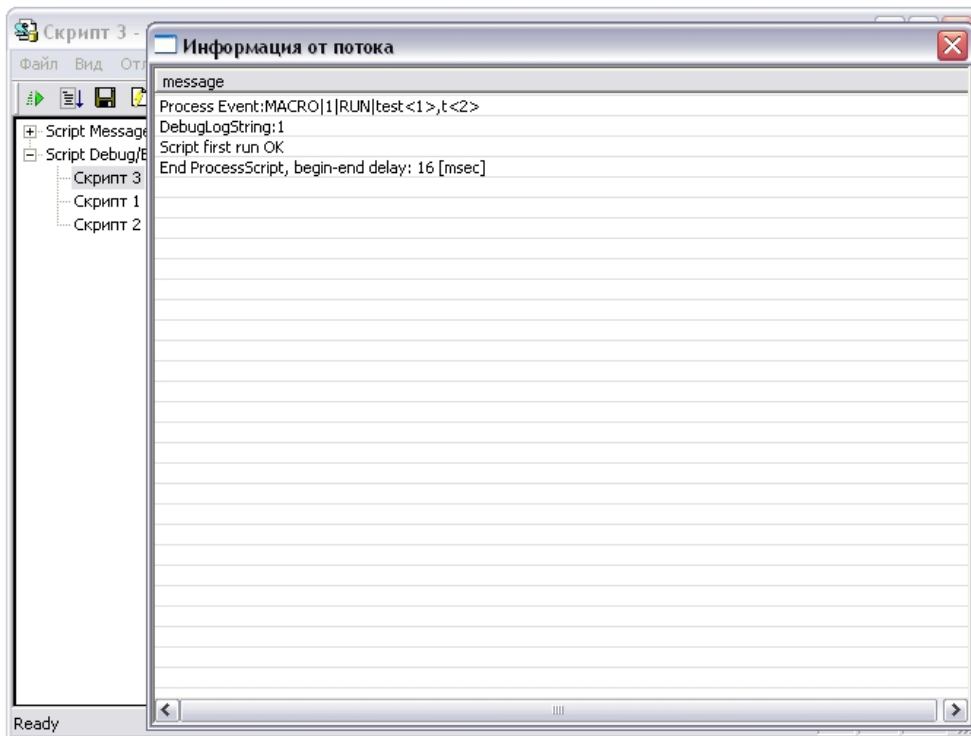 Скрипт 3 -
Информация от потока
Файл Вид
message
Process Event:MACRO|1|RUN|test<1>,t<2>
DebugLogString:1
Script first run OK
End ProcessScript, begin-end delay: 16 [msec]
Script Message
Script Debug/
Скрипт 3
Скрипт 1
Скрипт 2
Ready